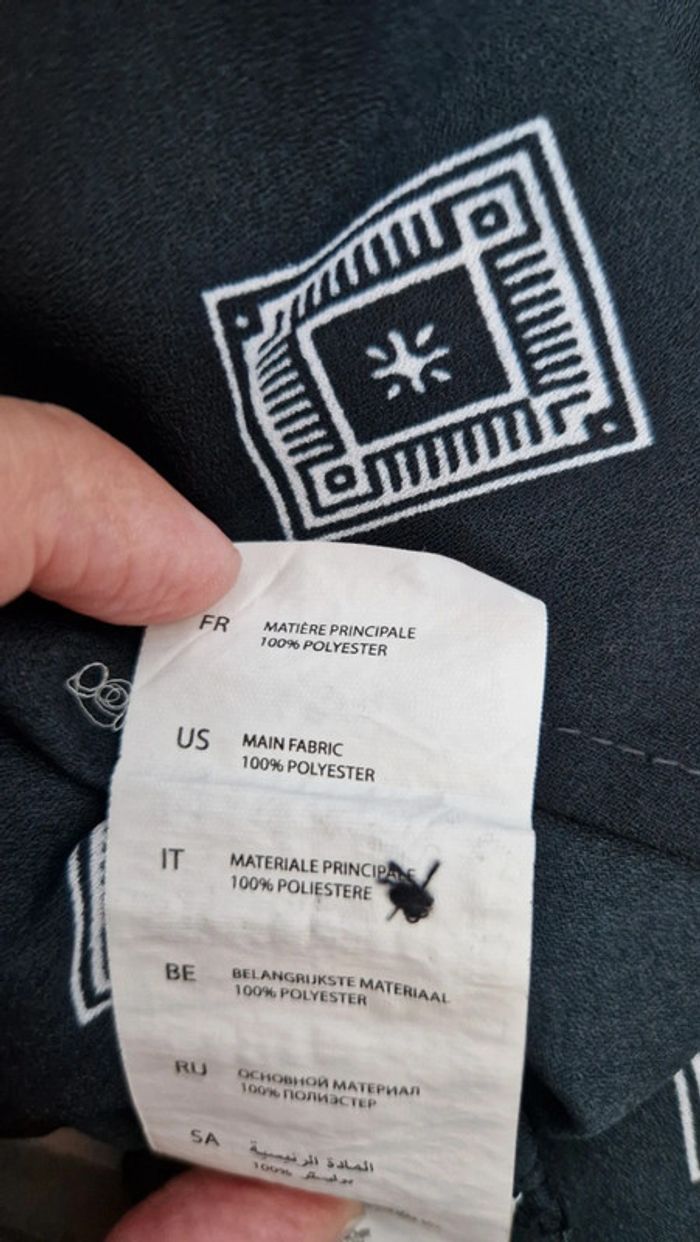 FR MATIÈRE PRINCIPALE
100% POLYESTER
US MAIN FABRIC
100% POLYESTER
IT MATERIALE PRINCIPALE
100% POLIESTERE
BE BELANGRIJKSTE MATERIAAL
100% POLYESTER
RU ОСНОВНОЙ МАТЕРИАЛ
100% ПОЛИЭСТЕР
SA المادة الرئيسية
100% بوليستر